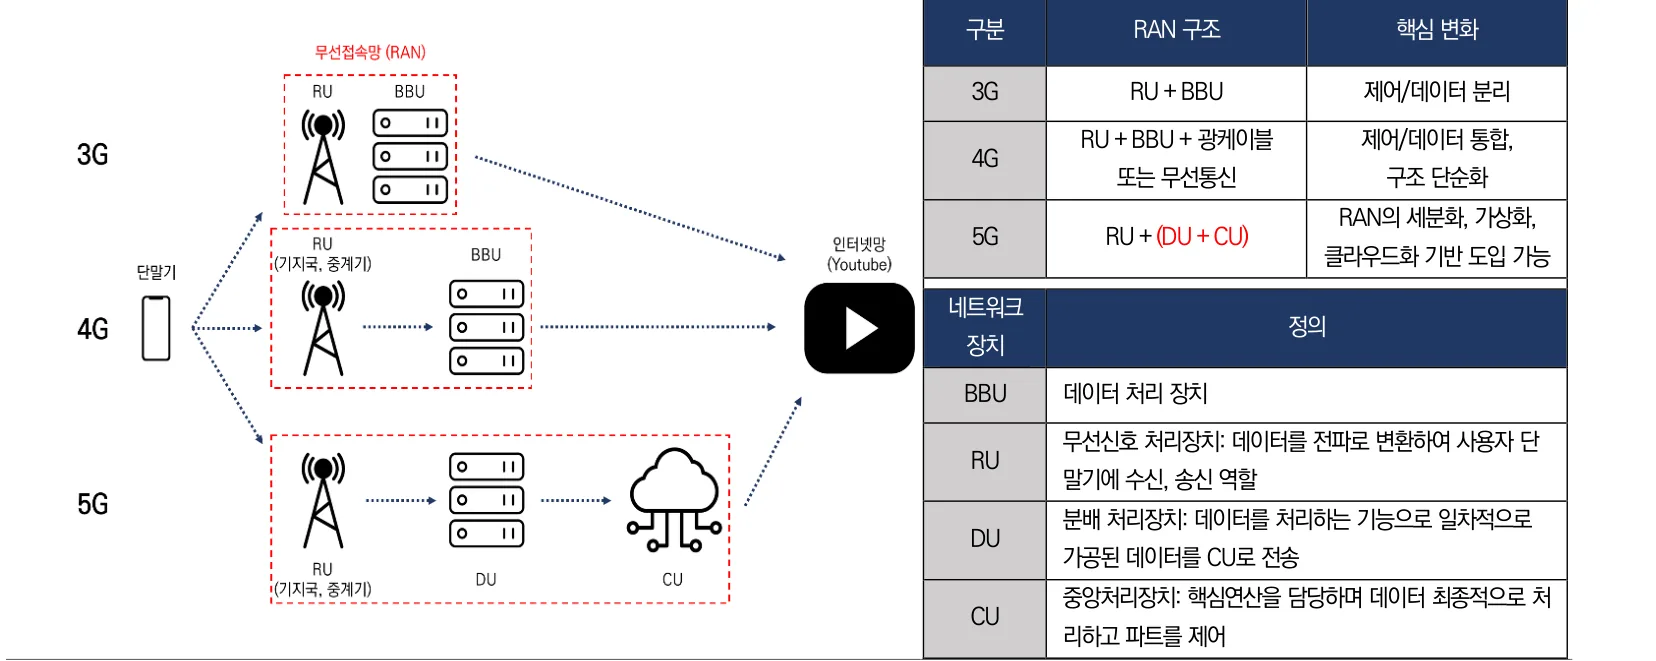 무선접속망 (RAN)
RU
BBU
3G
RU
(기지국, 중계기)
BBU
단말기
4G
인터넷망
(Youtube)
5G
RU
(기지국, 중계기)
DU
CU
구분
RAN 구조
핵심 변화
3G
RU + BBU
제어/데이터 분리
4G
RU + BBU + 광케이블
또는 무선통신
제어/데이터 통합,
구조 단순화
5G
RU + (DU + CU)
RAN의 세분화, 가상화,
클라우드화 기반 도입 가능
네트워크
장치
정의
BBU
데이터 처리 장치
RU
무선신호 처리장치: 데이터를 전파로 변환하여 사용자 단
말기에 수신, 송신 역할
DU
분배 처리장치: 데이터를 처리하는 기능으로 일차적으로
가공된 데이터를 CU로 전송
CU
중앙처리장치: 핵심연산을 담당하며 데이터 최종적으로 처
리하고 파트를 제어